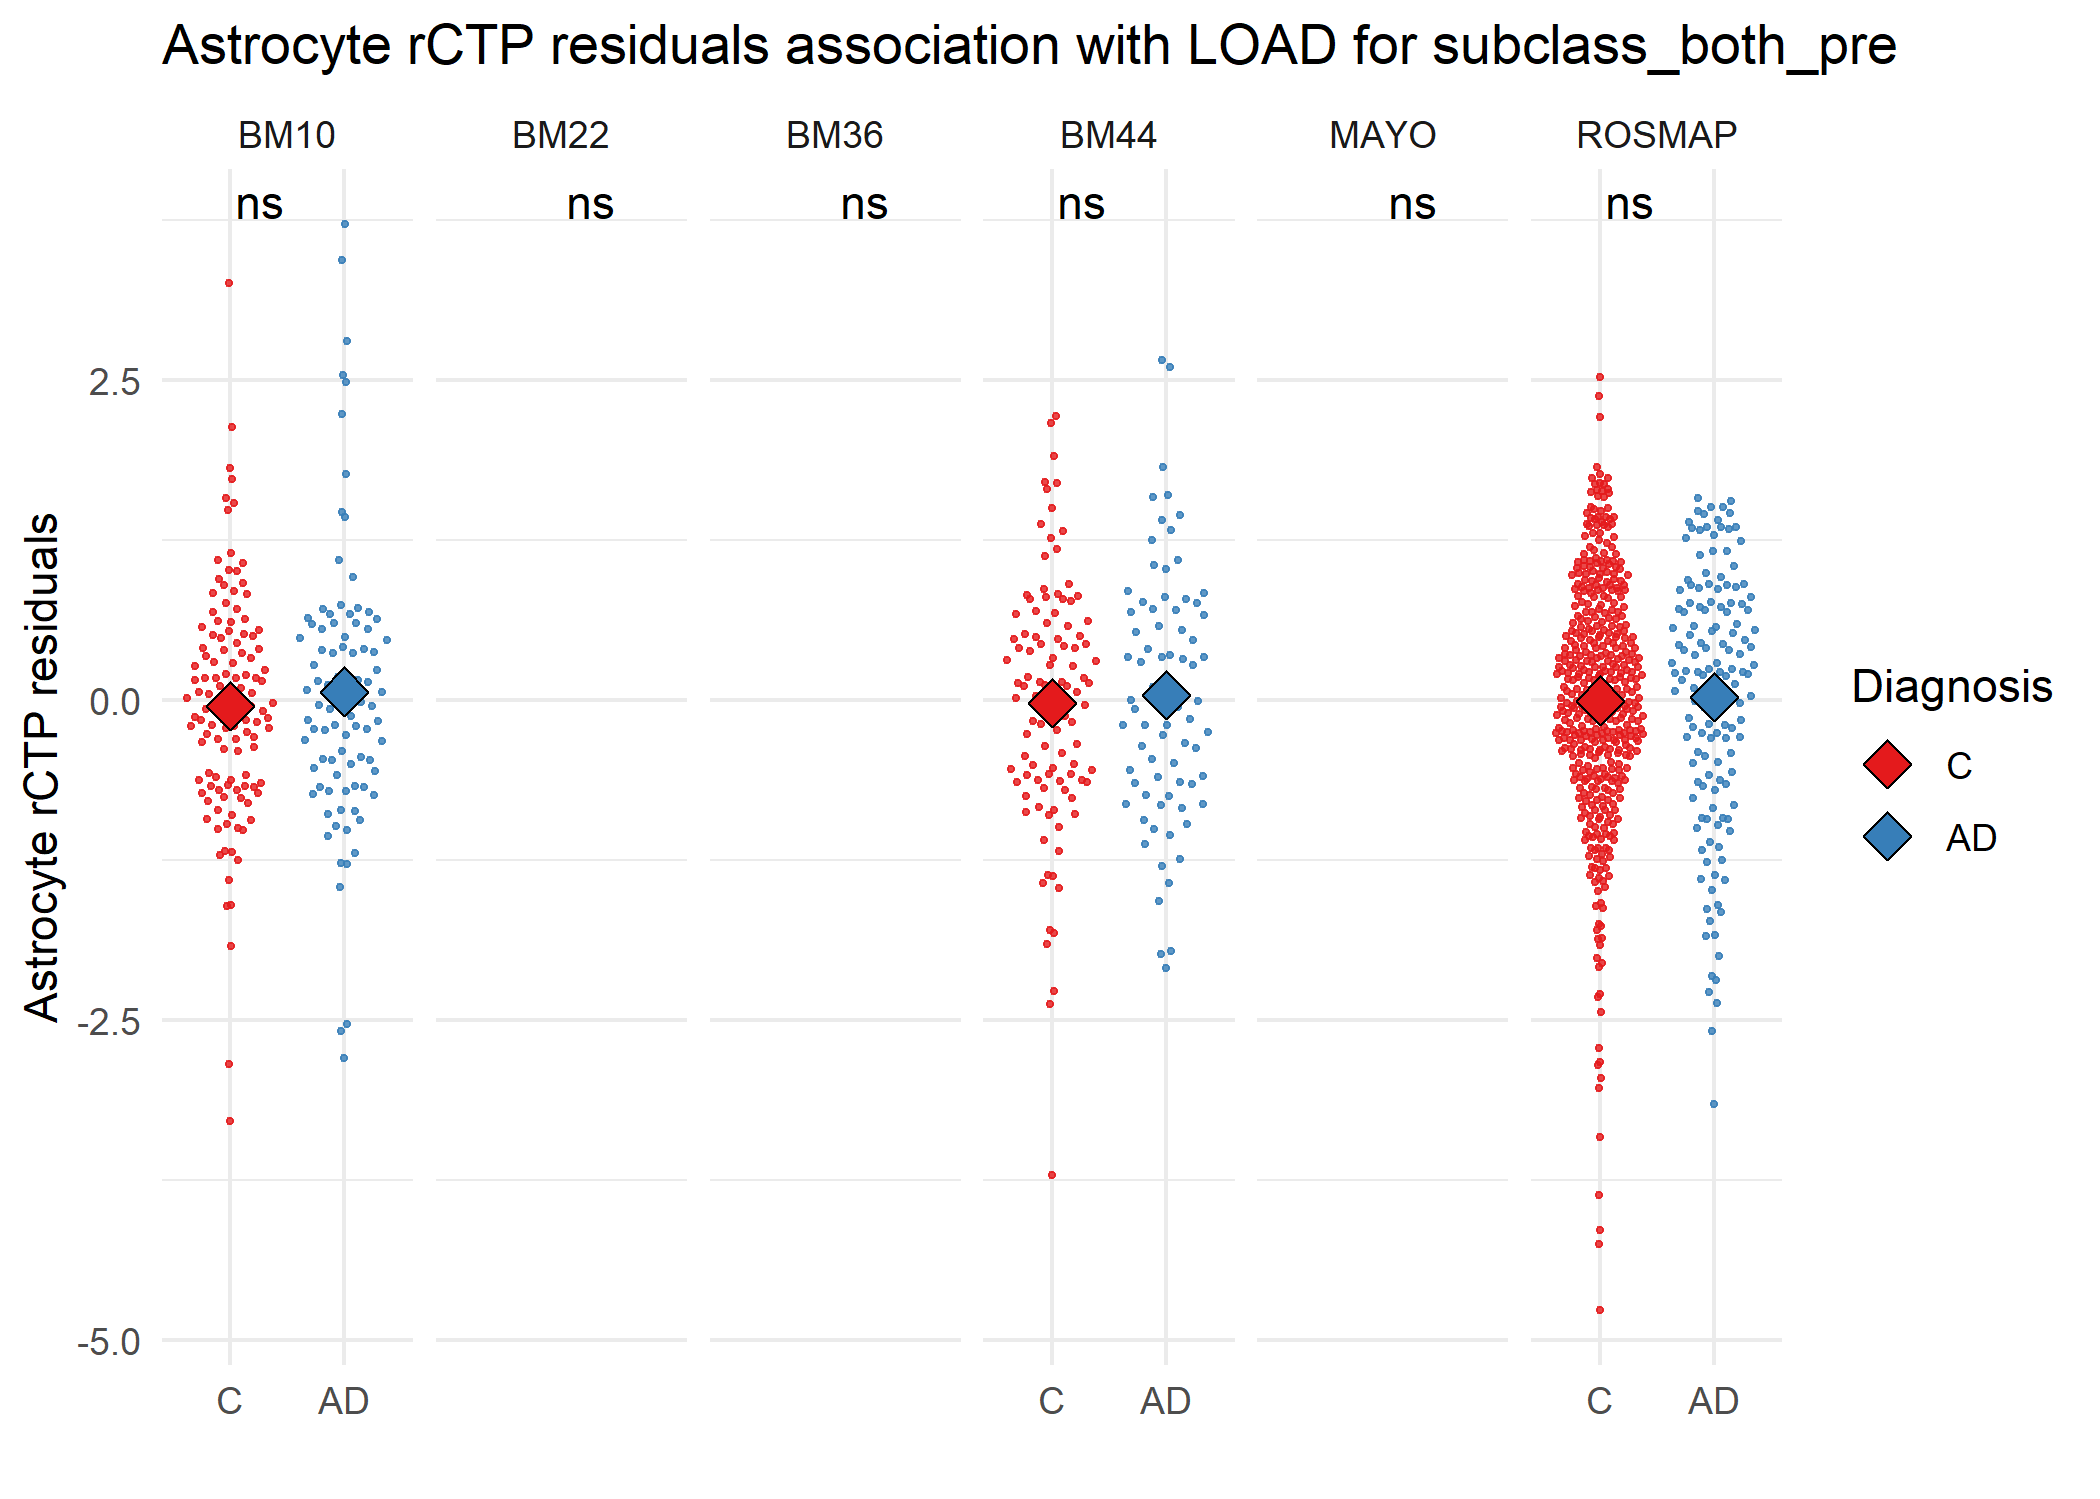 Astrocyte rCTP residuals association with LOAD for subclass_both_pre
BM10 BM22 BM36 BM44 MAYO ROSMAP
ns ns ns ns ns ns
2.5
0.0
-2.5
-5.0
Astrocyte rCTP residuals
C AD C AD C AD
Diagnosis
C
AD